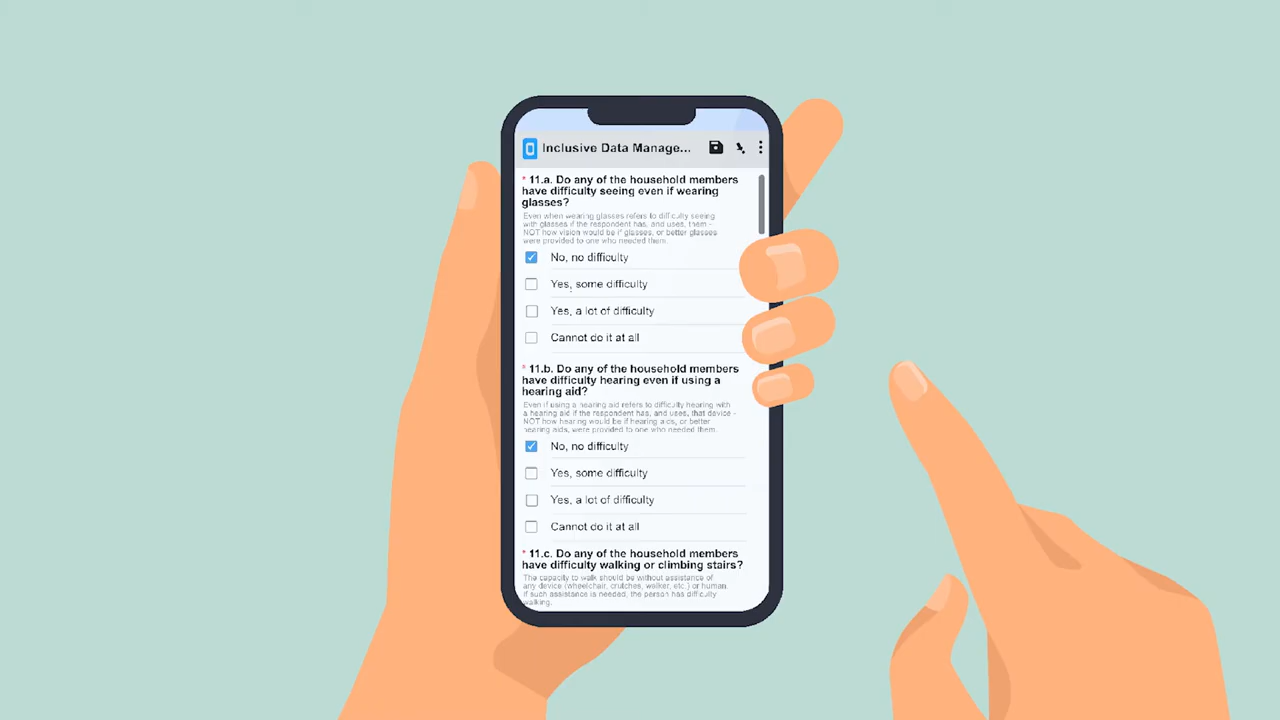 Inclusive Data Manage...
* 11.a. Do any of the household members
have difficulty seeing even if wearing
glasses?
Even when wearing glasses refers to difficulty seeing
with glasses if the respondent has, and uses, them -
NOT how vision would be if glasses, or better glasses
were provided to one who needed them.
No, no difficulty
Yes, some difficulty
Yes, a lot of difficulty
Cannot do it at all
* 11.b. Do any of the household members
have difficulty hearing even if using a
hearing aid?
Even if using a hearing aid refers to difficulty hearing with
a hearing aid if the respondent has, and uses, that device -
NOT how hearing would be if hearing aids, or better
hearing aids, were provided to one who needed them.
No, no difficulty
Yes, some difficulty
Yes, a lot of difficulty
Cannot do it at all
* 11.c. Do any of the household members
have difficulty walking or climbing stairs?
The capacity to walk should be without assistance of
any device (wheelchair, crutches, walker, etc.) or human.
If such assistance is needed, the person has difficulty
walking.